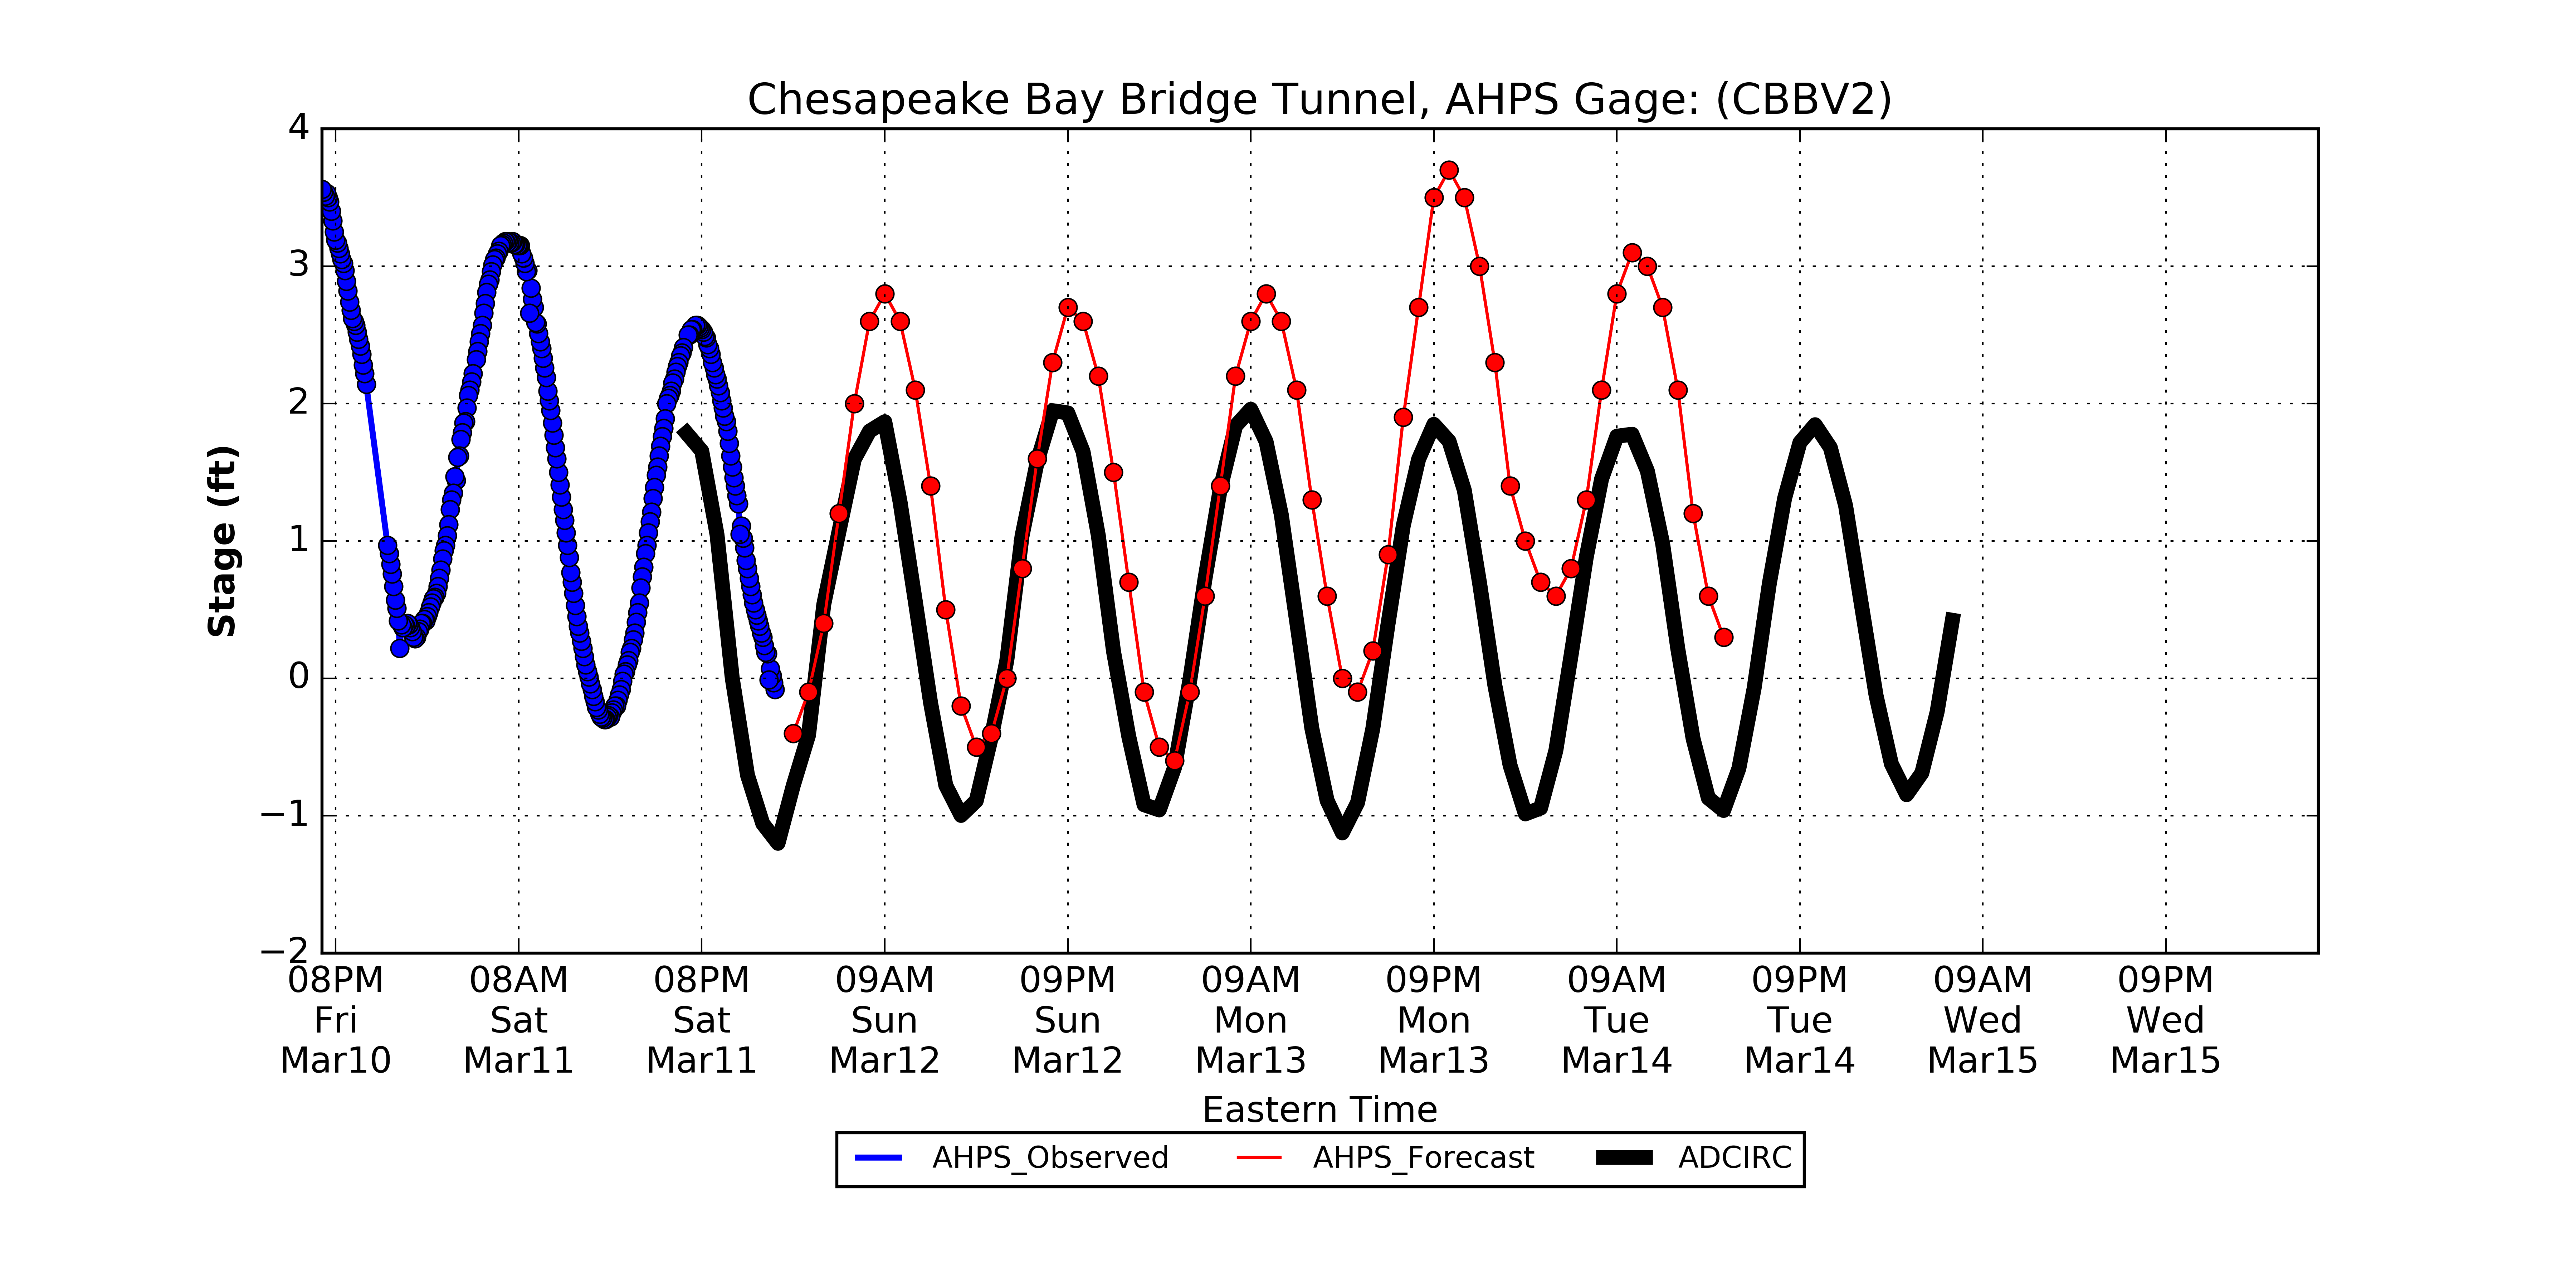 Chesapeake Bay Bridge Tunnel, AHPS Gage: (CBBV2)
4
3
2
1
0
−1
−2
Stage (ft)
08PM 08AM 08PM 09AM 09PM 09AM 09PM 09AM 09PM 09AM 09PM
Fri Sat Sat Sun Sun Mon Mon Tue Tue Wed Wed
Mar10 Mar11 Mar11 Mar12 Mar12 Mar13 Mar13 Mar14 Mar14 Mar15 Mar15
Eastern Time
AHPS_Observed AHPS_Forecast ADCIRC